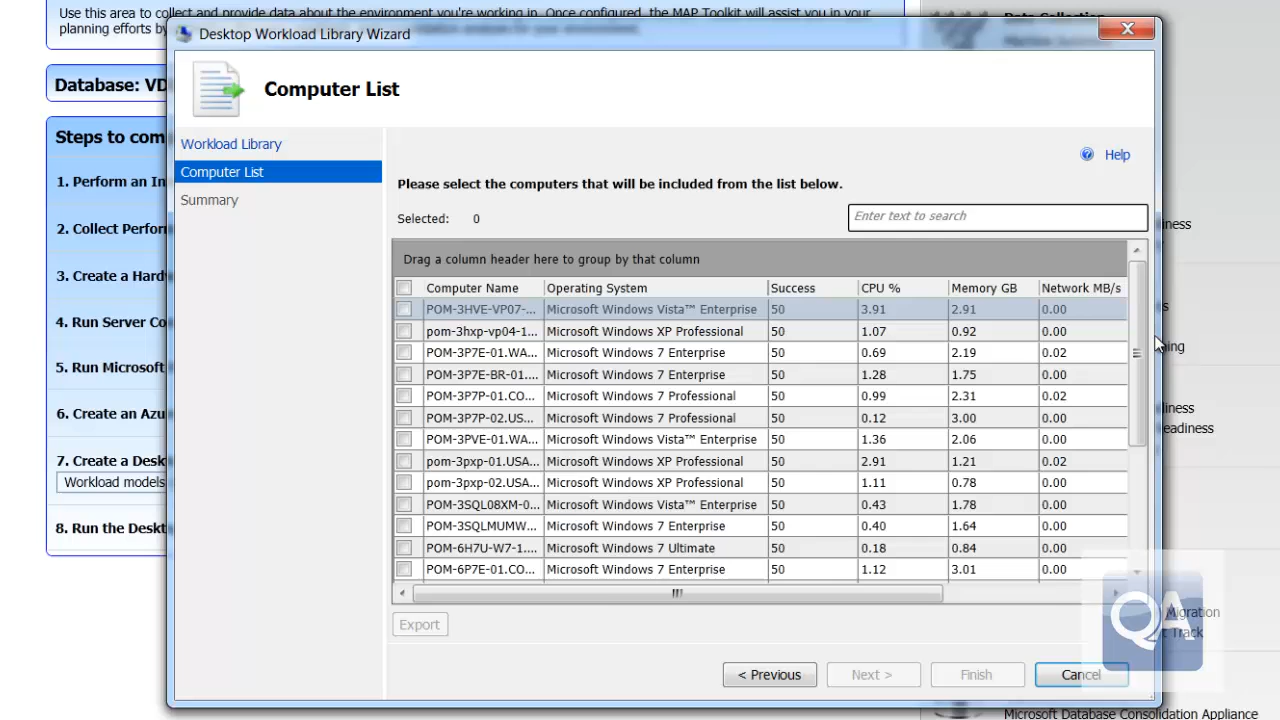 Use this area to collect and provide data about the environment you're working in. Once configured, the MAP Toolkit will assist you in your
planning efforts by
Desktop Workload Library Wizard
Database: VD
Computer List
Steps to com
Workload Library
Computer List
Summary
Help
Please select the computers that will be included from the list below.
Selected: 0
Enter text to search
Drag a column header here to group by that column
Computer Name Operating System Success CPU % Memory GB Network MB/s
POM-3HVE-VP07-... Microsoft Windows Vista™ Enterprise 50 3.91 2.91 0.00
pom-3hxp-vp04-1... Microsoft Windows XP Professional 50 1.07 0.92 0.00
POM-3P7E-01.WA... Microsoft Windows 7 Enterprise 50 0.69 2.19 0.02
POM-3P7E-BR-01.... Microsoft Windows 7 Enterprise 50 1.28 1.75 0.00
POM-3P7P-01.CO... Microsoft Windows 7 Professional 50 0.99 2.31 0.02
POM-3P7P-02.US... Microsoft Windows 7 Professional 50 0.12 3.00 0.00
POM-3PVE-01.WA... Microsoft Windows Vista™ Enterprise 50 1.36 2.06 0.00
pom-3pxp-01.USA... Microsoft Windows XP Professional 50 2.91 1.21 0.02
pom-3pxp-02.USA... Microsoft Windows XP Professional 50 1.11 0.78 0.00
POM-3SQL08XM-0... Microsoft Windows Vista™ Enterprise 50 0.43 1.78 0.00
POM-3SQLMUMW... Microsoft Windows 7 Enterprise 50 0.40 1.64 0.00
POM-6H7U-W7-1.... Microsoft Windows 7 Ultimate 50 0.18 0.84 0.00
POM-6P7E-01.CO... Microsoft Windows 7 Enterprise 50 1.12 3.01 0.00
Export
< Previous Next > Finish Cancel
1. Perform an In
2. Collect Perfor
3. Create a Hard
4. Run Server Co
5. Run Microsoft
6. Create an Azu
7. Create a Desk
Workload models
8. Run the Deskt
Data Collection
iness
ing
eadiness
Migration
t Track
QA
Microsoft Database Consolidation Appliance